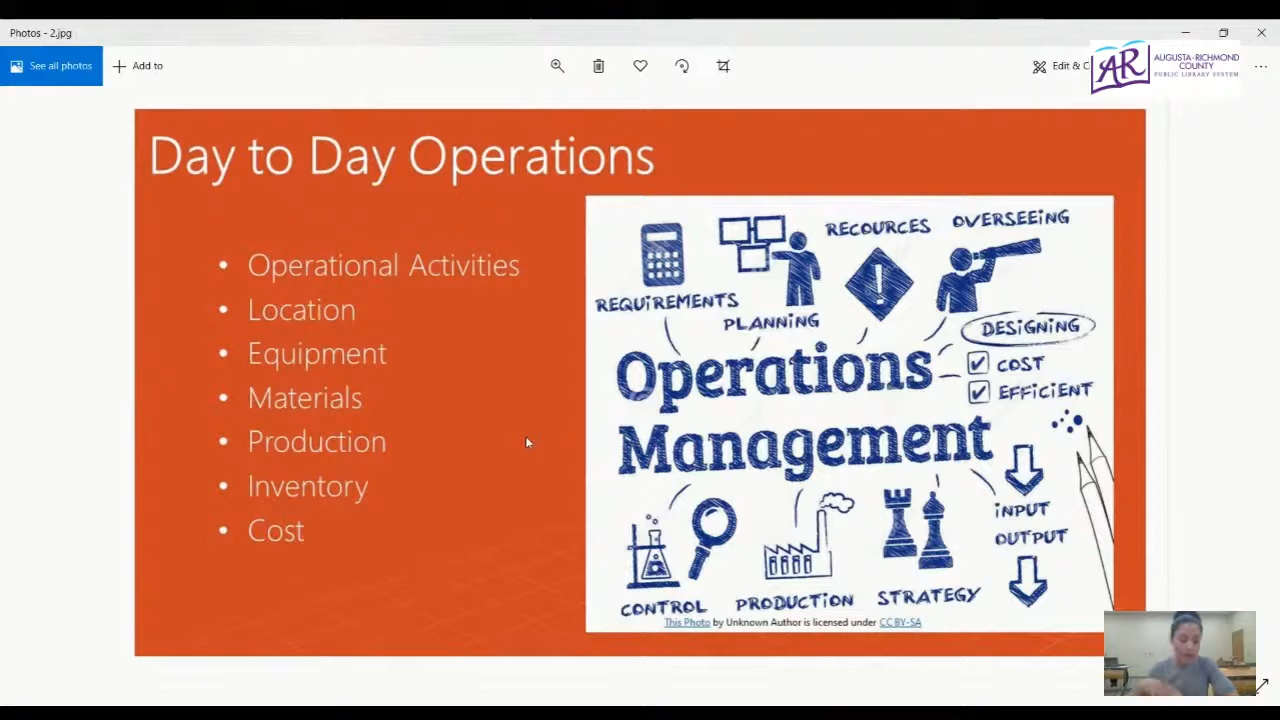 Photos - 2.jpg
See all photos
Add to
Edit & C
AR
AUGUSTA-RICHMOND
COUNTY
PUBLIC LIBRARY SYSTEM
Day to Day Operations
• Operational Activities
• Location
• Equipment
• Materials
• Production
• Inventory
• Cost
RECOURCES
OVERSEEING
REQUIREMENTS
PLANNING
DESIGNING
Operations
COST
EFFICIENT
Management
INPUT
OUTPUT
CONTROL
PRODUCTION
STRATEGY
This Photo by Unknown Author is licensed under CC BY-SA